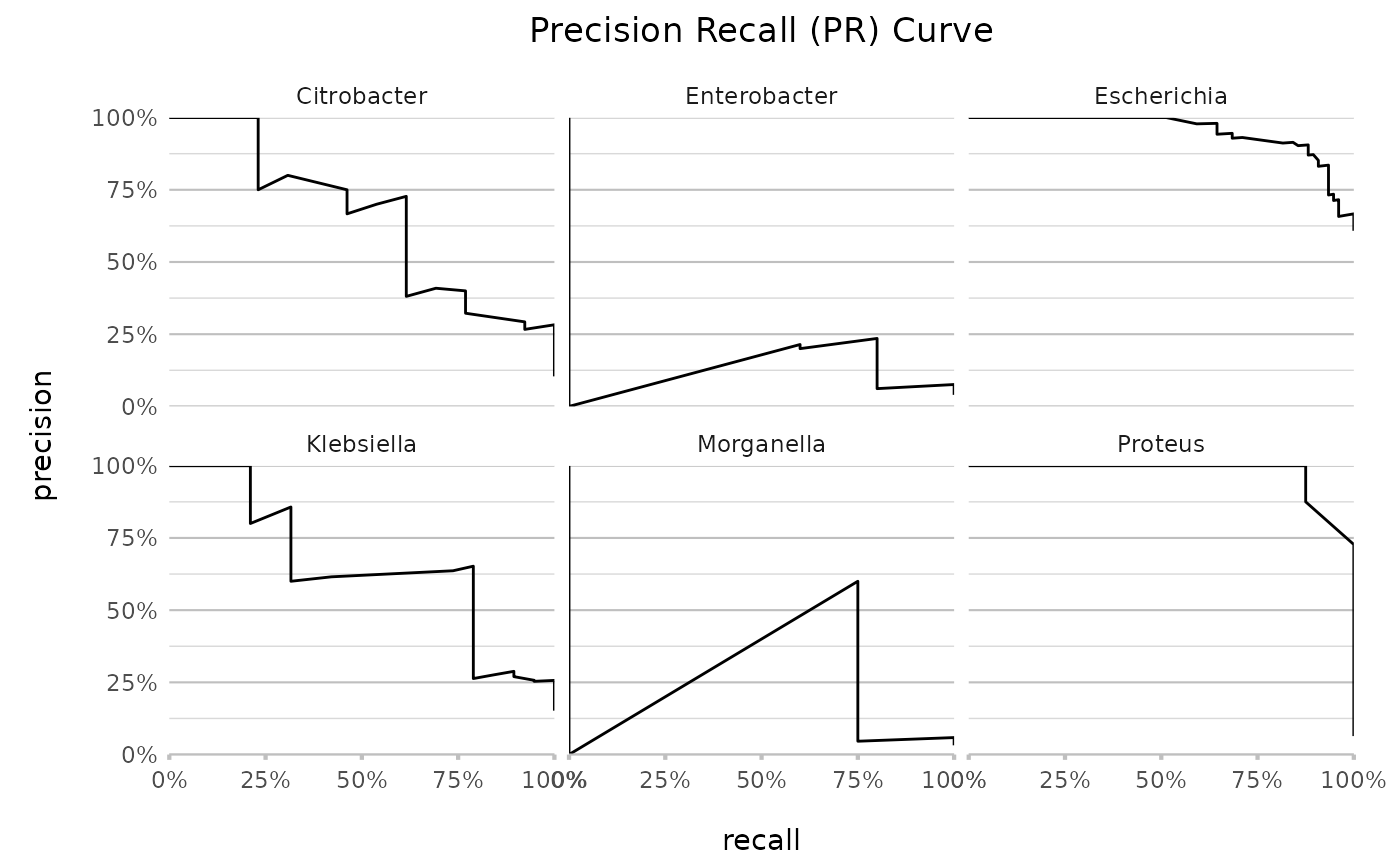 Precision Recall (PR) Curve
Citrobacter Enterobacter Escherichia
100%
75%
50%
25%
0%
precision
Klebsiella Morganella Proteus
100%
75%
50%
25%
0%
0% 25% 50% 75% 100% 0% 25% 50% 75% 100% 0% 25% 50% 75% 100%
recall